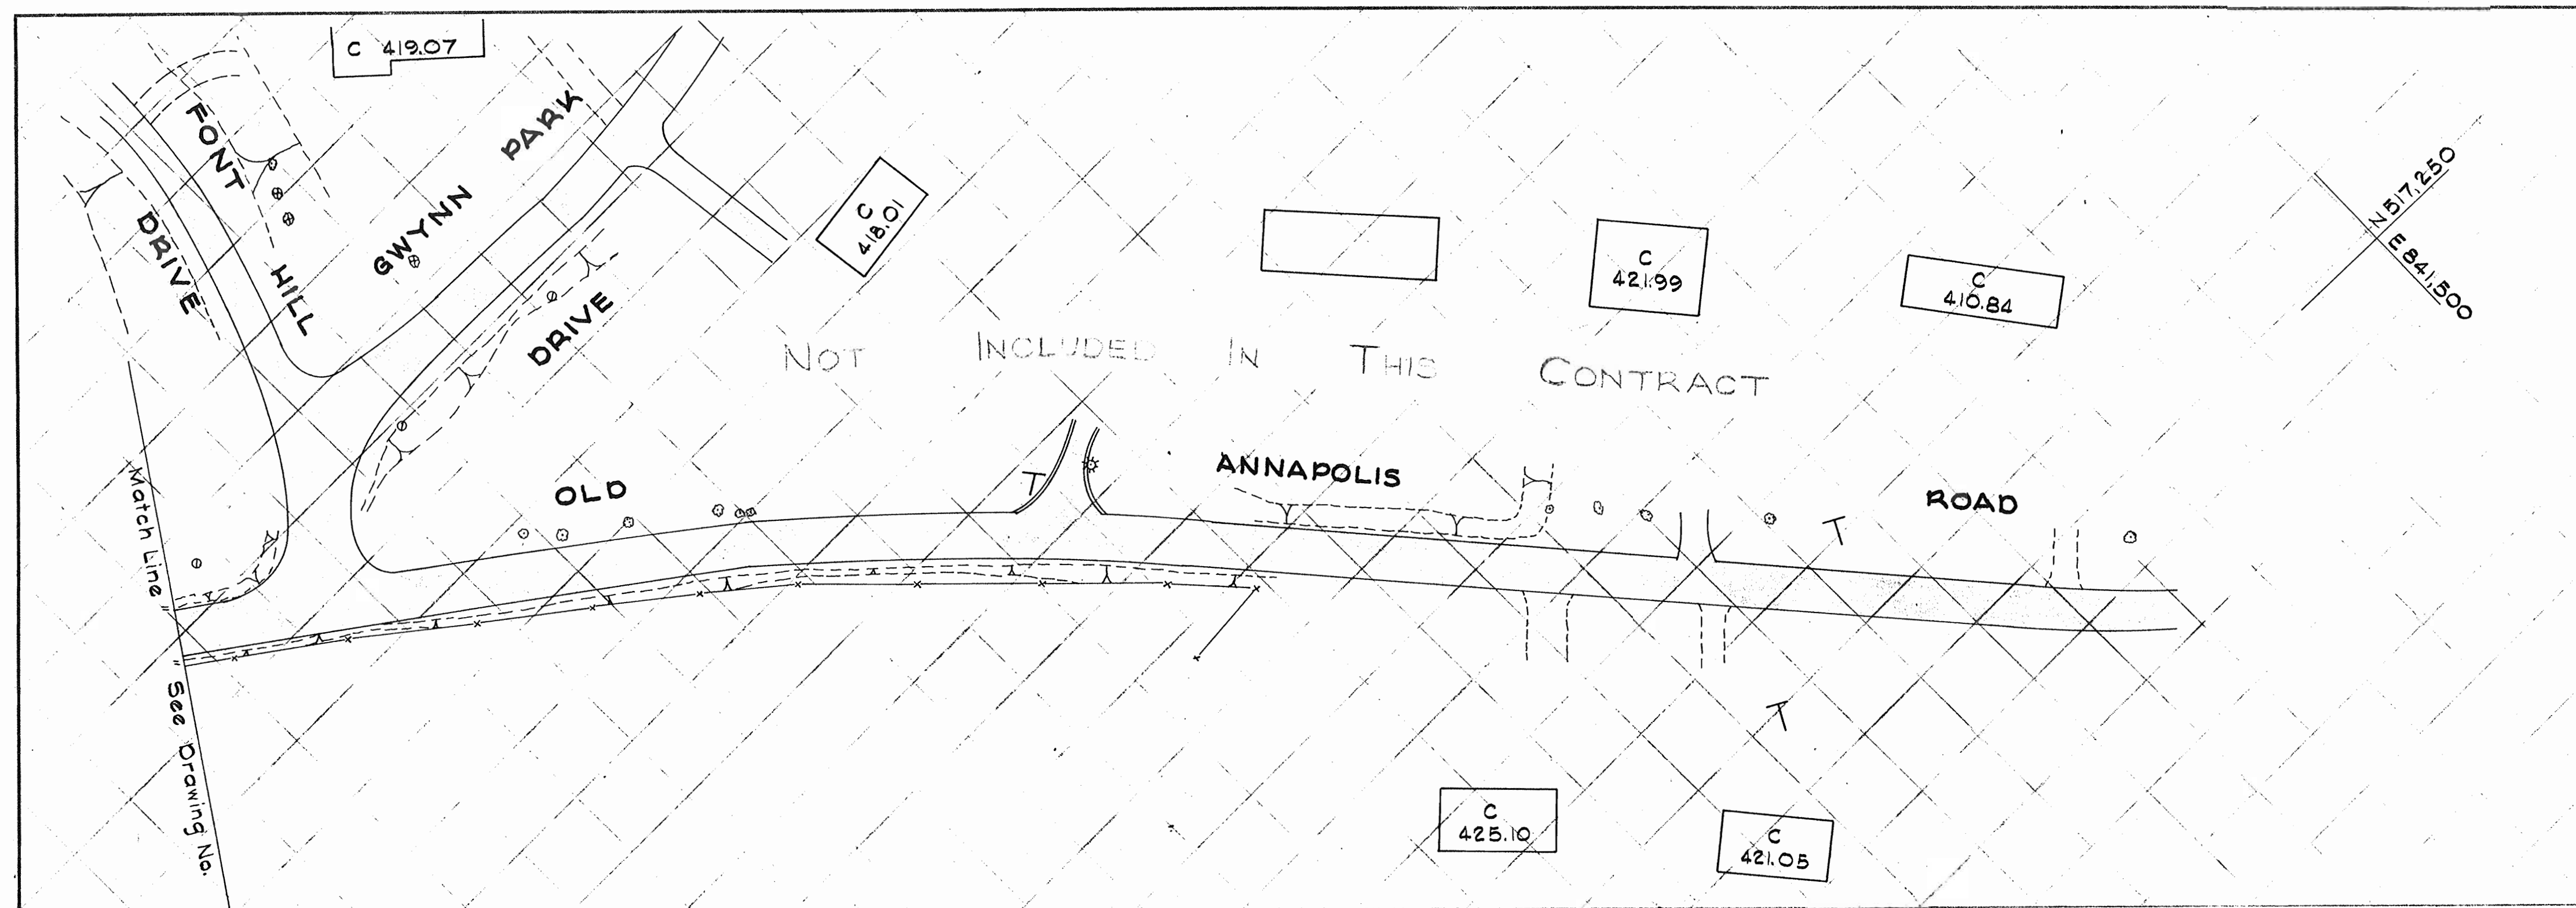 C 419.07
FONT HILL DRIVE
GWYNN PARK DRIVE
C
418.01
C
421.99
C
410.84
N 517,250
E 841,500
NOT INCLUDED IN THIS CONTRACT
OLD ANNAPOLIS ROAD
T
T
T
Match Line
See Drawing No.
C
425.10
C
421.05